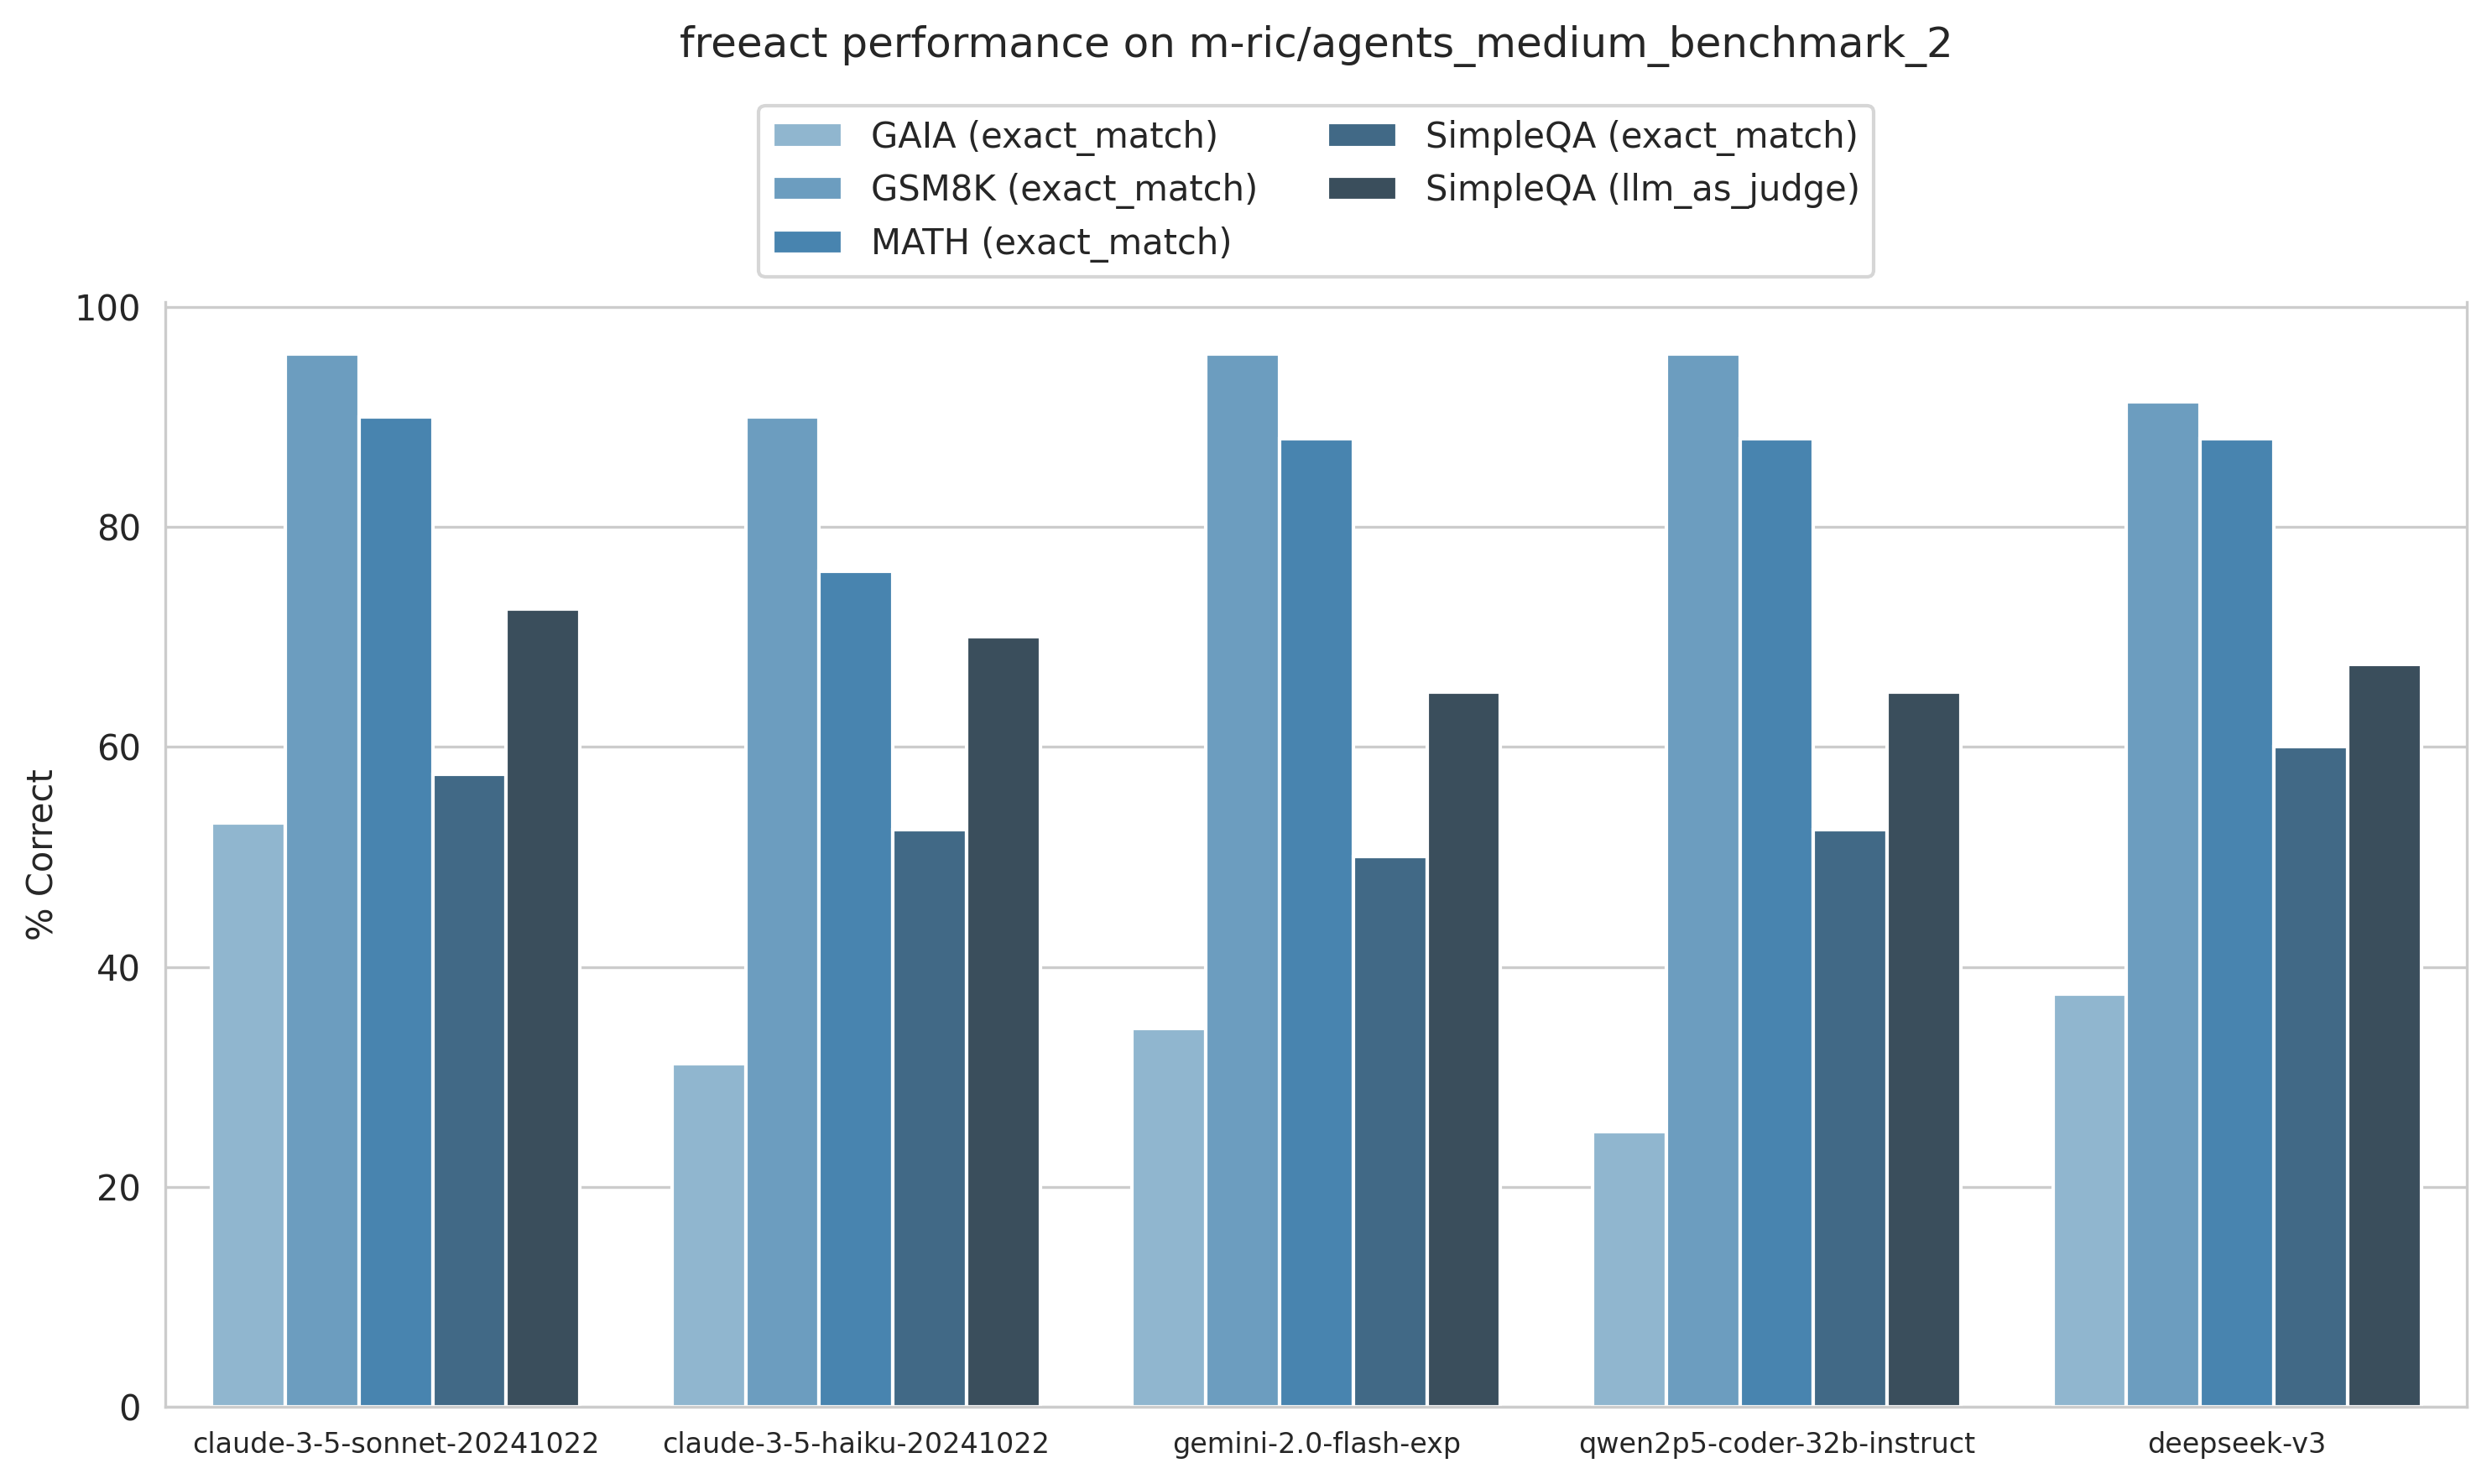 freeact performance on m-ric/agents_medium_benchmark_2
GAIA (exact_match)
GSM8K (exact_match)
MATH (exact_match)
SimpleQA (exact_match)
SimpleQA (llm_as_judge)
100
80
60
40
20
0
% Correct
claude-3-5-sonnet-20241022
claude-3-5-haiku-20241022
gemini-2.0-flash-exp
qwen2p5-coder-32b-instruct
deepseek-v3